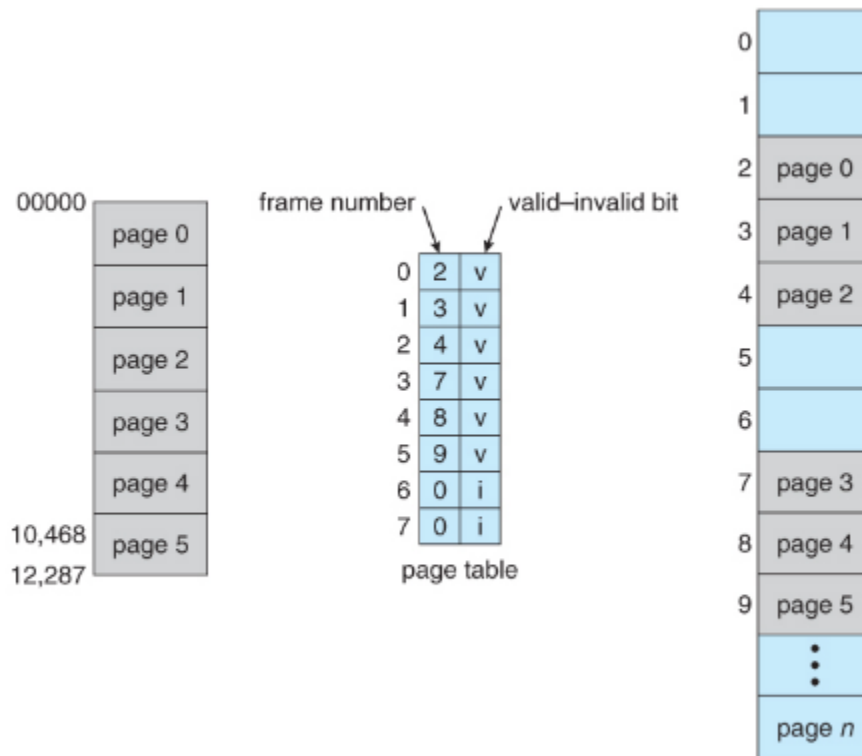 00000
page 0
page 1
page 2
page 3
page 4
10,468
page 5
12,287
frame number
valid–invalid bit
0 2 v
1 3 v
2 4 v
3 7 v
4 8 v
5 9 v
6 0 i
7 0 i
page table
0
1
2 page 0
3 page 1
4 page 2
5
6
7 page 3
8 page 4
9 page 5
page n